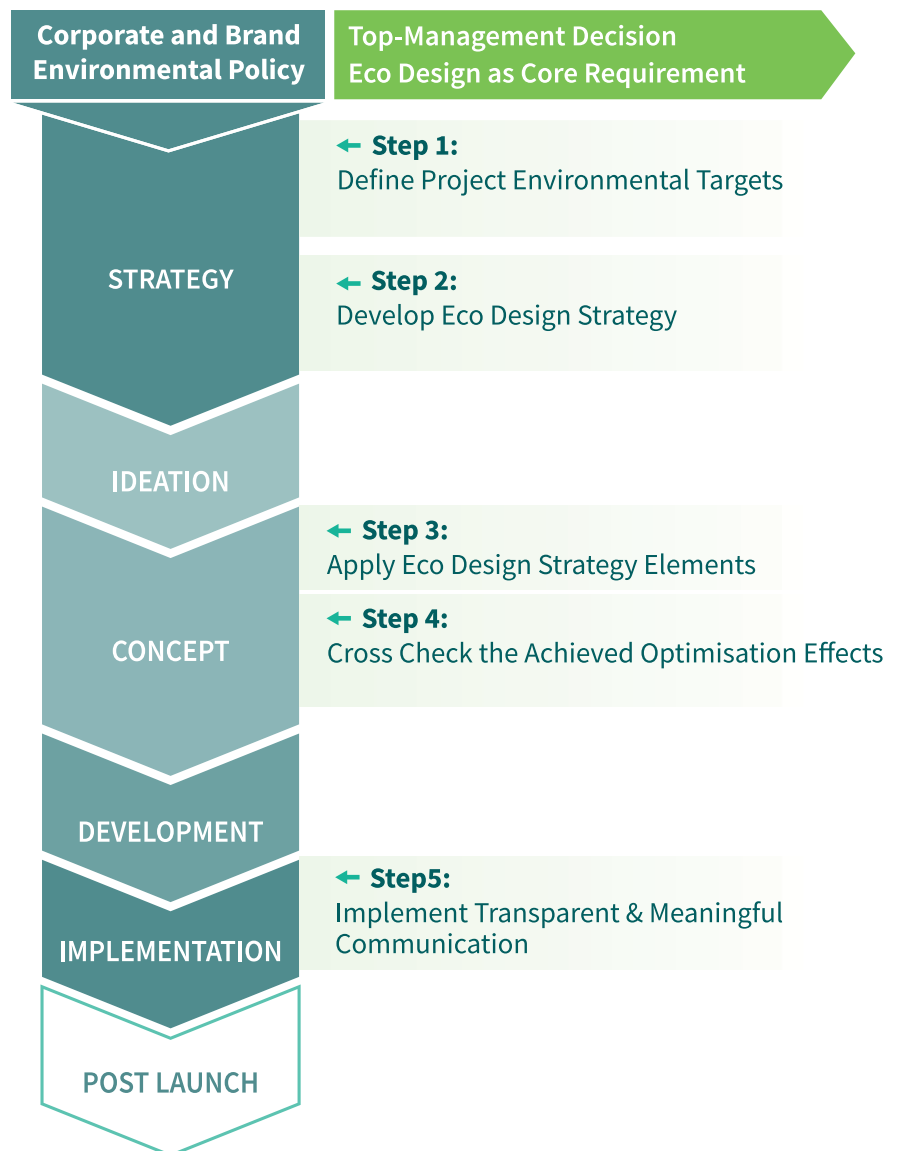 Corporate and Brand
Environmental Policy
Top-Management Decision
Eco Design as Core Requirement
STRATEGY
← Step 1:
Define Project Environmental Targets
← Step 2:
Develop Eco Design Strategy
IDEATION
CONCEPT
← Step 3:
Apply Eco Design Strategy Elements
← Step 4:
Cross Check the Achieved Optimisation Effects
DEVELOPMENT
IMPLEMENTATION
← Step5:
Implement Transparent & Meaningful
Communication
POST LAUNCH